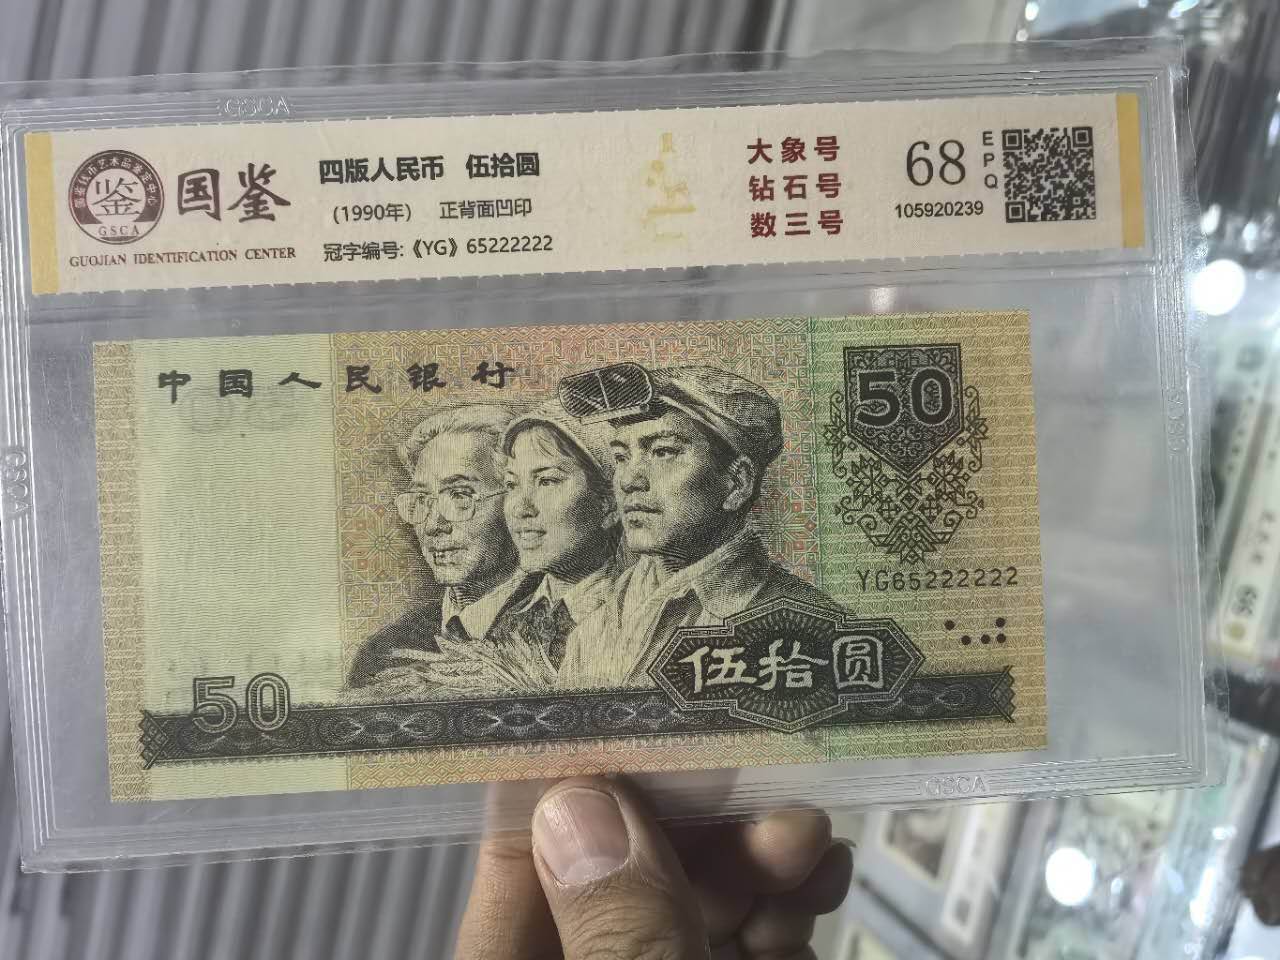 GSCA
国鉴
GSCA
GUOJIAN IDENTIFICATION CENTER
四版人民币 伍拾圆
(1990年) 正背面凹印
冠字编号:《YG》65222222
大象号
钻石号
数三号
68
EPQ
105920239
中国人民银行
50
YG65222222
伍拾圆
50
GSCA